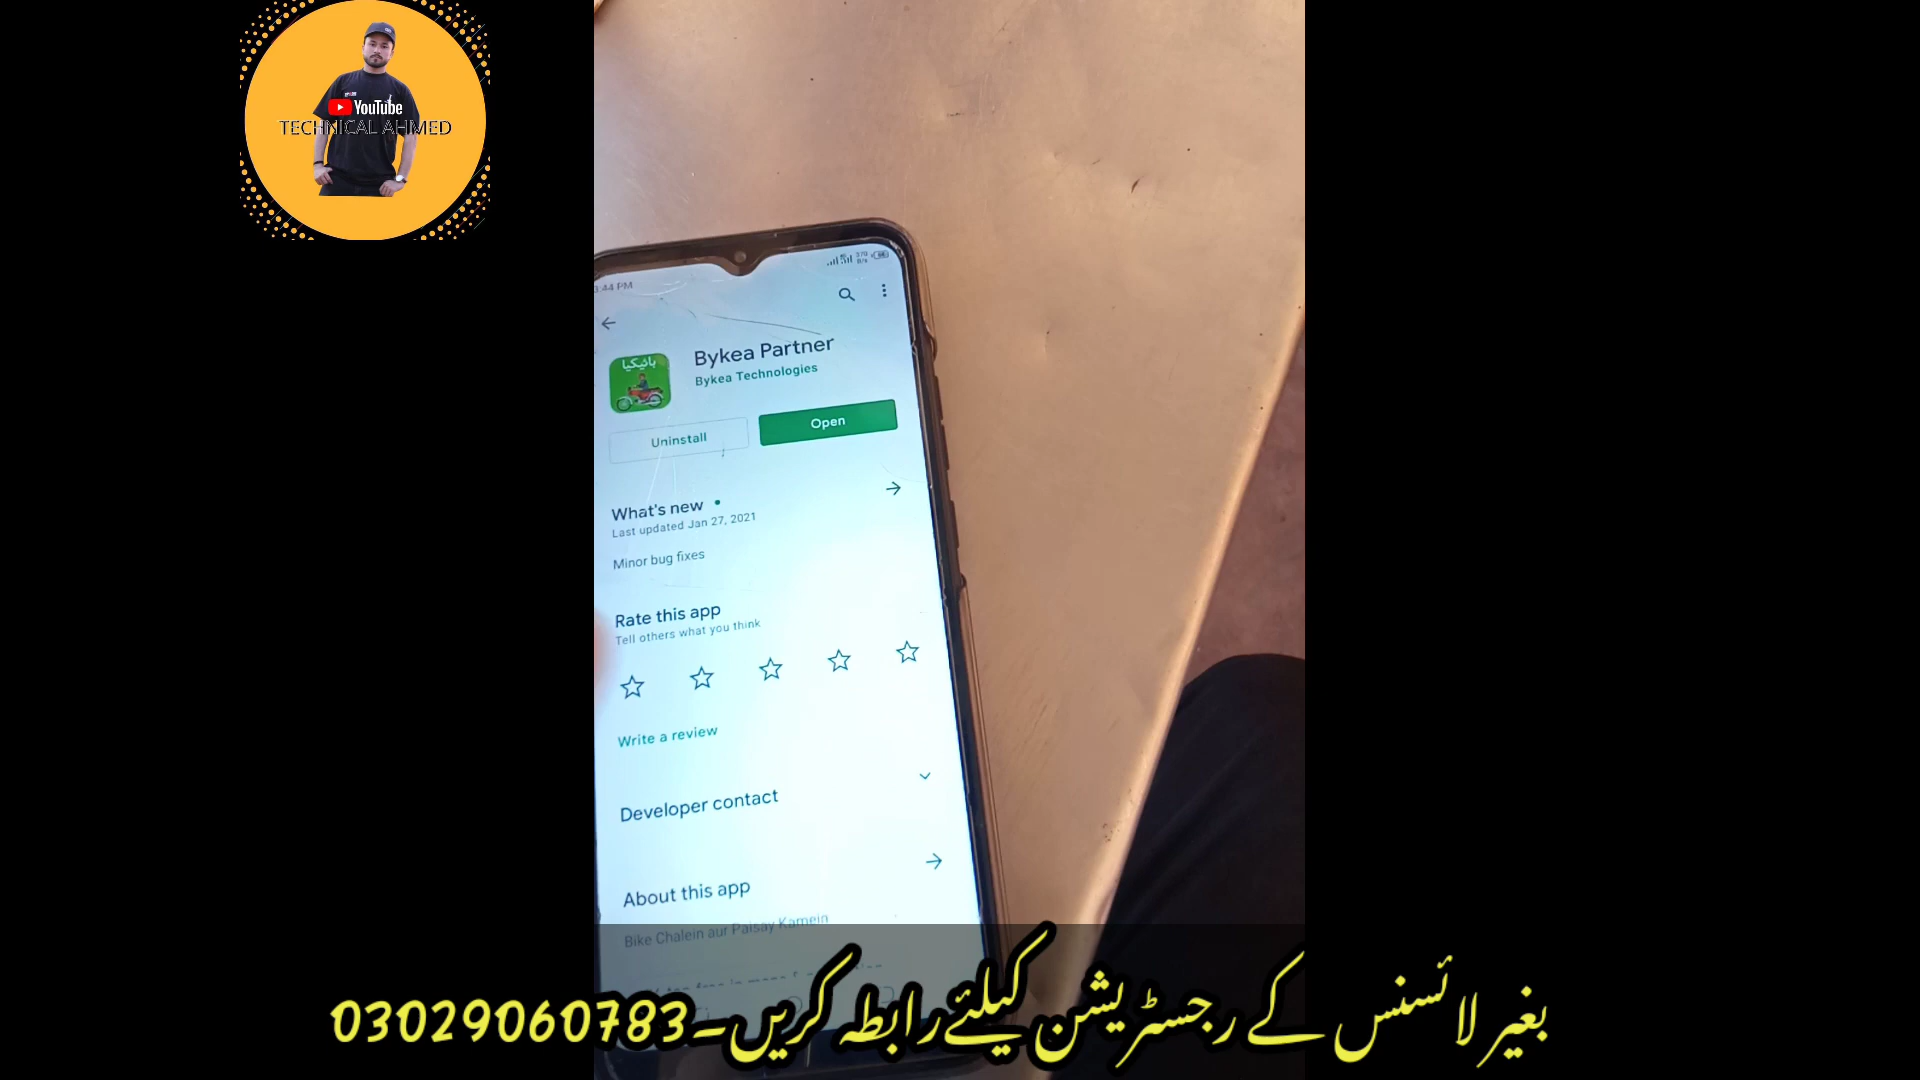 YouTube
TECHNICAL AHMED
3:44 PM
Bykea Partner
Bykea Technologies
بائیکیا
Uninstall
Open
What's new
Last updated Jan 27, 2021
Minor bug fixes
Rate this app
Tell others what you think
Write a review
Developer contact
About this app
Bike Chalein aur Paisay Kamein
بغیر لائسنس کے رجسٹریشن کیلئے رابطہ کریں۔03029060783